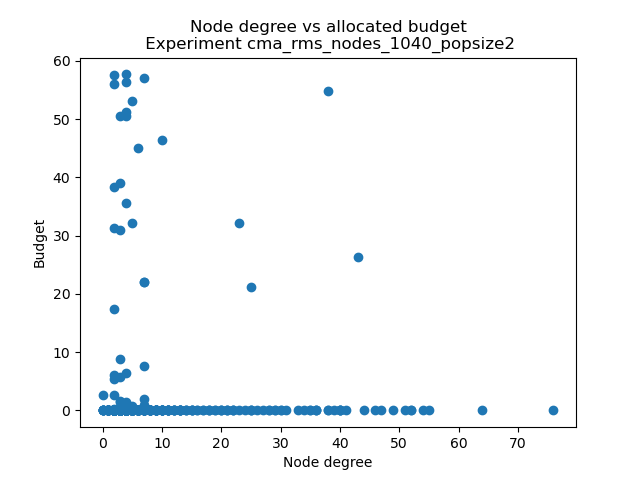 Node degree vs allocated budget
Experiment cma_rms_nodes_1040_popsize2
60
50
40
30
20
10
0
Budget
0 10 20 30 40 50 60 70
Node degree